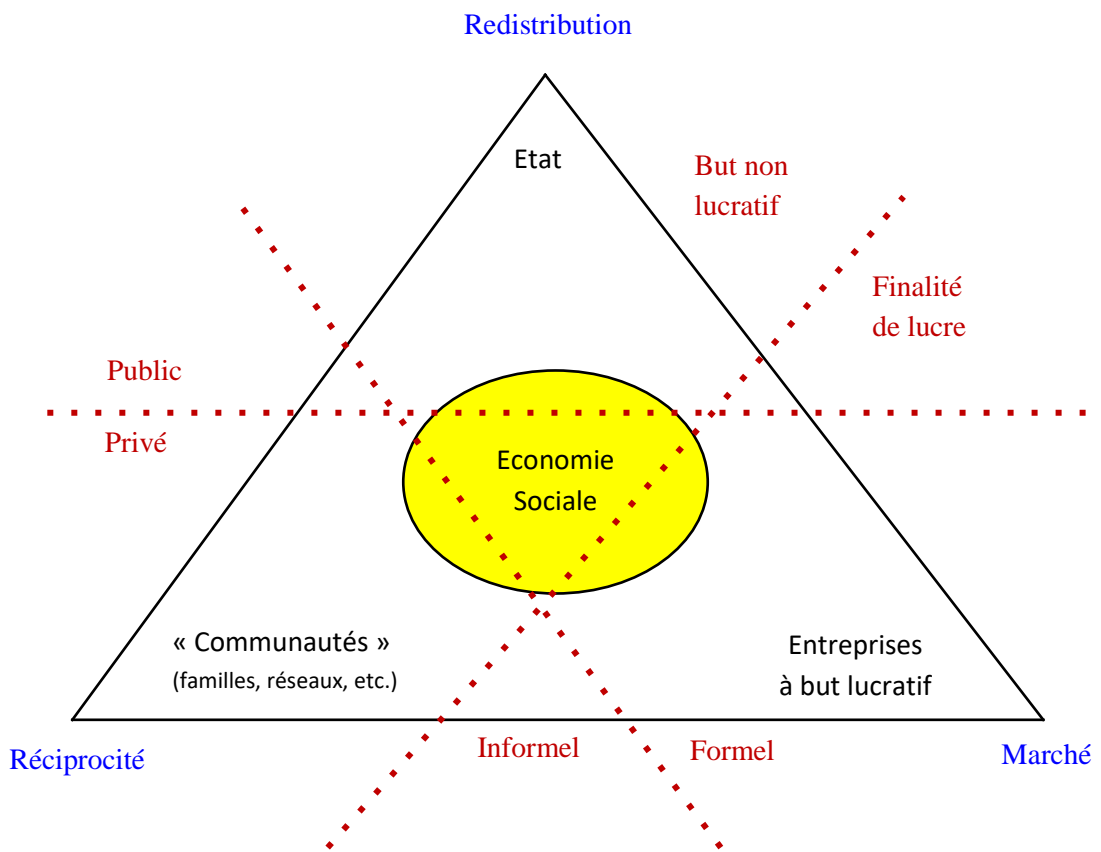 Redistribution
Etat
But non
lucratif
Finalité
de lucre
Public
Privé
Economie
Sociale
« Communautés »
(familles, réseaux, etc.)
Entreprises
à but lucratif
Réciprocité
Informel
Formel
Marché